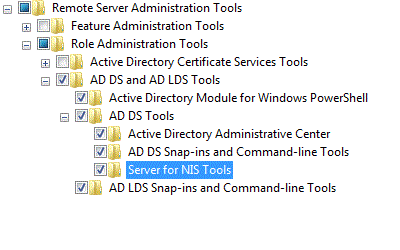 Remote Server Administration Tools
Feature Administration Tools
Role Administration Tools
Active Directory Certificate Services Tools
AD DS and AD LDS Tools
Active Directory Module for Windows PowerShell
AD DS Tools
Active Directory Administrative Center
AD DS Snap-ins and Command-line Tools
Server for NIS Tools
AD LDS Snap-ins and Command-line Tools